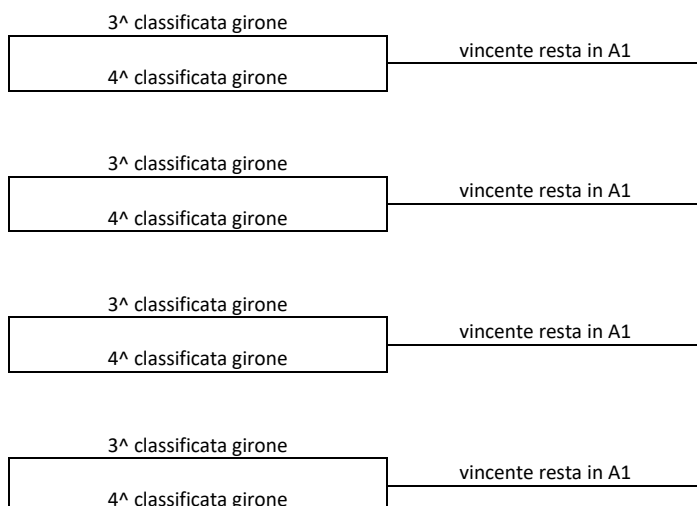 3^ classificata girone
vincente resta in A1
4^ classificata girone
3^ classificata girone
vincente resta in A1
4^ classificata girone
3^ classificata girone
vincente resta in A1
4^ classificata girone
3^ classificata girone
vincente resta in A1
4^ classificata girone